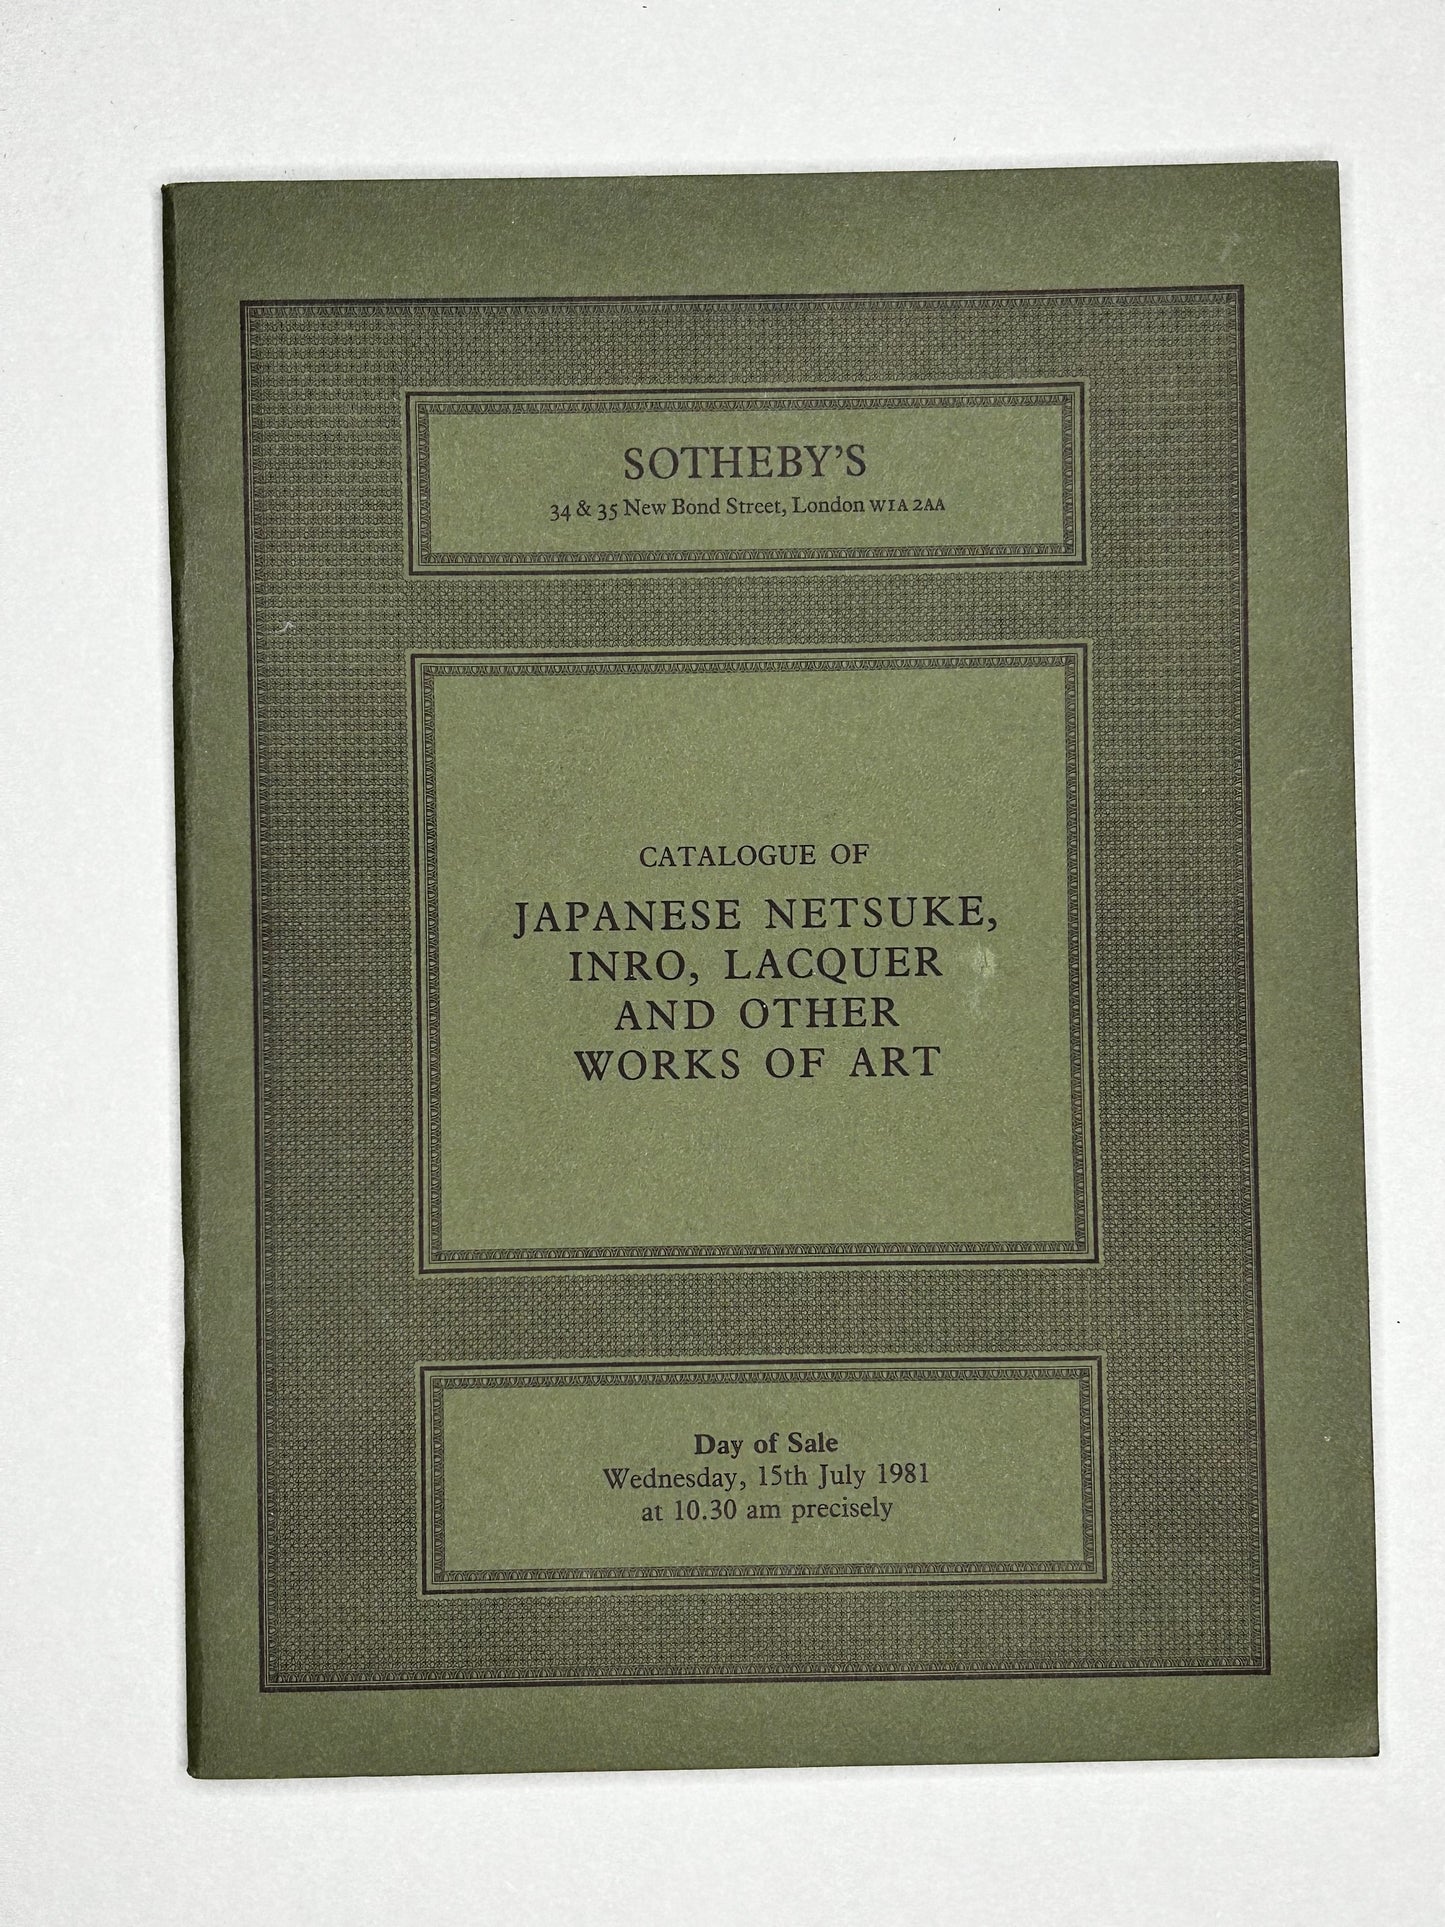 SOTHEBY'S
34 & 35 New Bond Street, London W1A 2AA
CATALOGUE OF
JAPANESE NETSUKE,
INRO, LACQUER
AND OTHER
WORKS OF ART
Day of Sale
Wednesday, 15th July 1981
at 10.30 am precisely